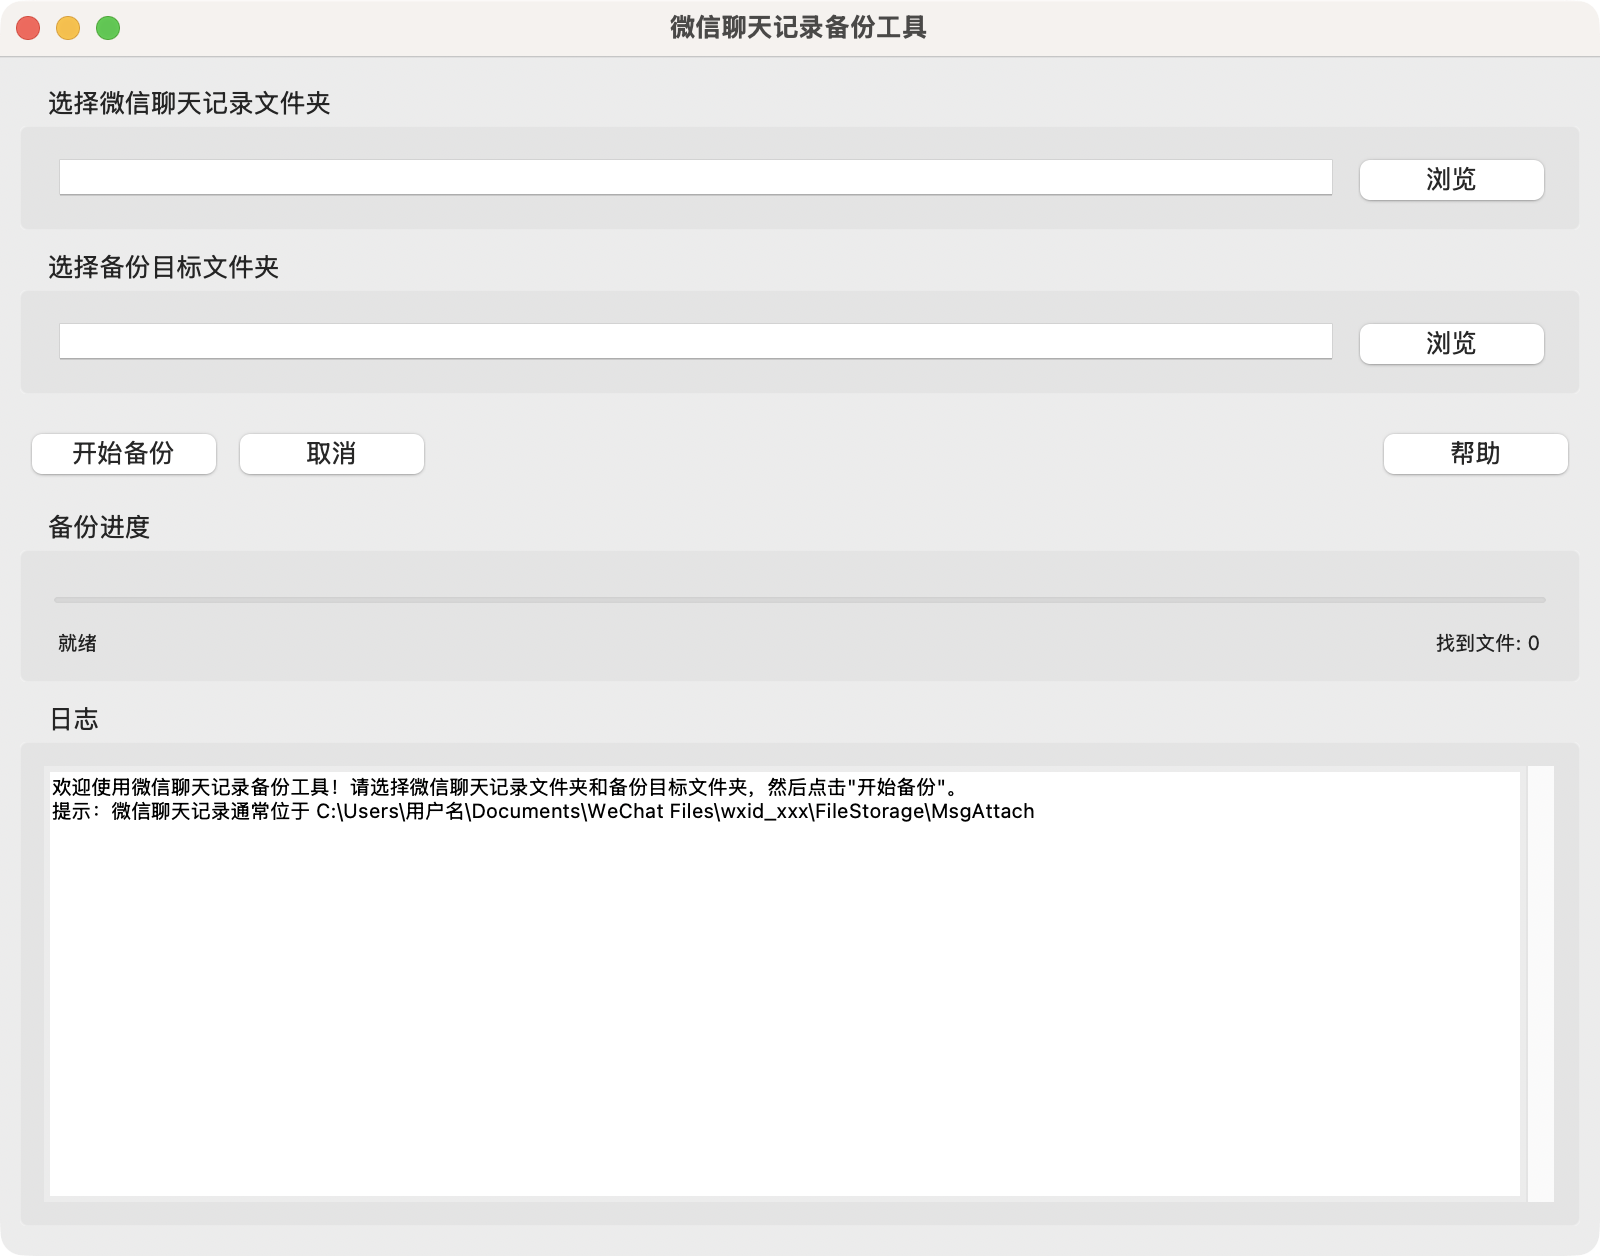 微信聊天记录备份工具
选择微信聊天记录文件夹
浏览
选择备份目标文件夹
浏览
开始备份
取消
帮助
备份进度
就绪
找到文件: 0
日志
欢迎使用微信聊天记录备份工具！请选择微信聊天记录文件夹和备份目标文件夹，然后点击"开始备份"。
提示：微信聊天记录通常位于 C:\Users\用户名\Documents\WeChat Files\wxid_xxx\FileStorage\MsgAttach